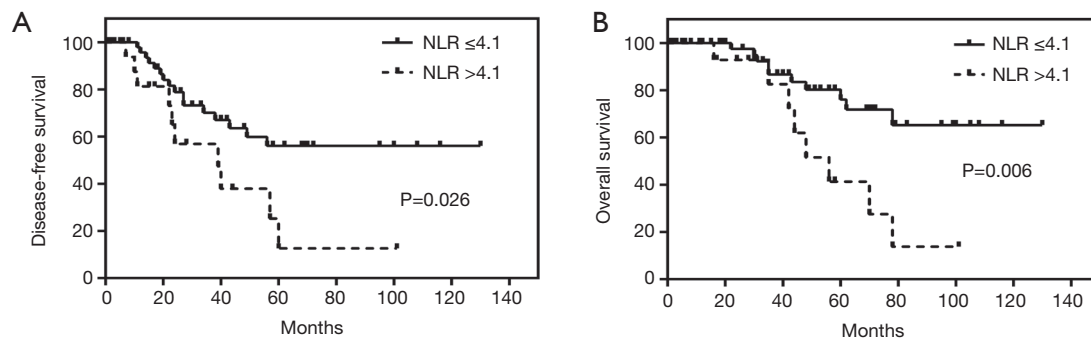 A
Disease-free survival
100
80
60
40
20
0
NLR ≤4.1
NLR >4.1
P=0.026
0 20 40 60 80 100 120 140
Months
B
Overall survival
100
80
60
40
20
0
NLR ≤4.1
NLR >4.1
P=0.006
0 20 40 60 80 100 120 140
Months